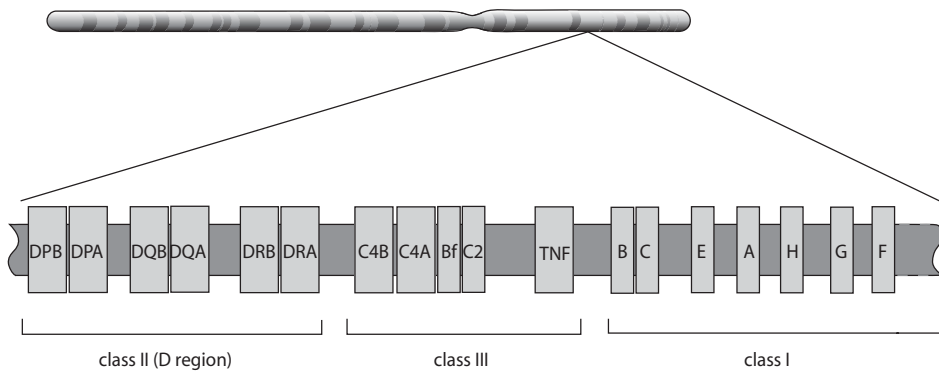 DPB DPA DQB DQA DRB DRA C4B C4A Bf C2 TNF B C E A H G F
class II (D region) class III class I